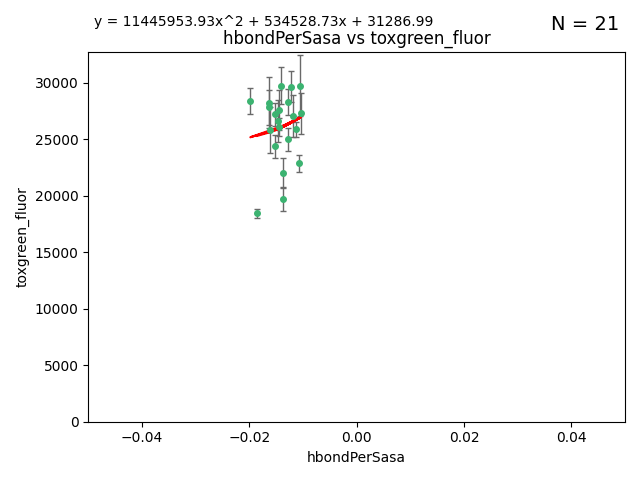 y = 11445953.93x^2 + 534528.73x + 31286.99
N = 21
hbondPerSasa vs toxgreen_fluor
30000
25000
20000
15000
10000
5000
0
toxgreen_fluor
−0.04
−0.02
0.00
0.02
0.04
hbondPerSasa